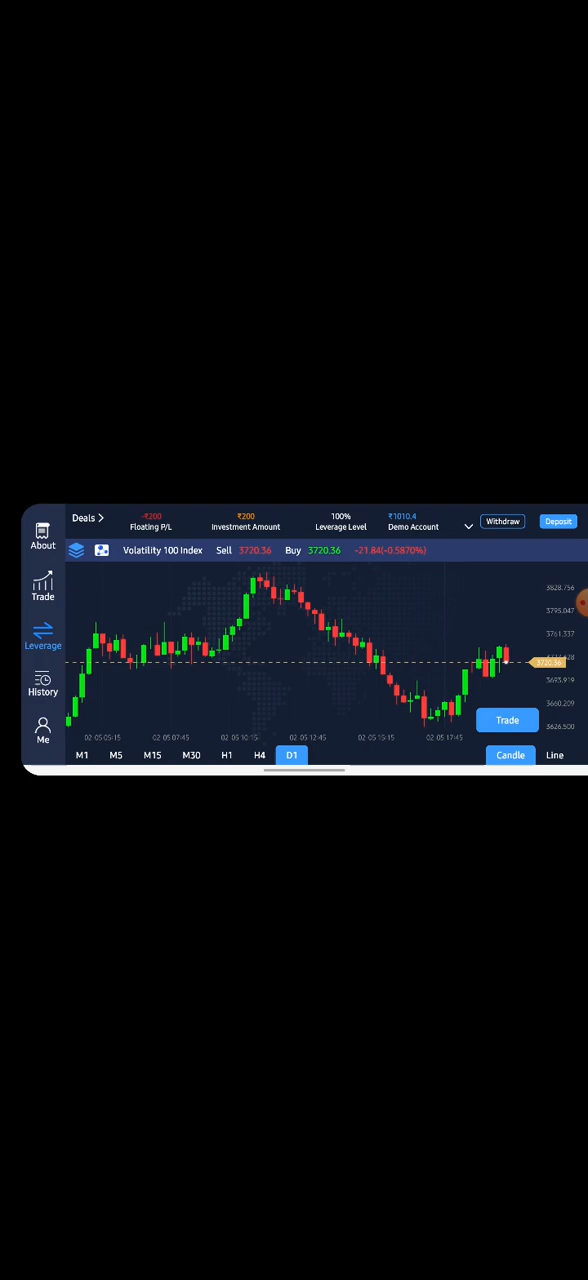 Deals
-₹200
Floating P/L
₹200
Investment Amount
100%
Leverage Level
₹1010.4
Demo Account
Withdraw
Deposit
About
Trade
Leverage
History
Me
Volatility 100 Index Sell 3720.36 Buy 3720.36 -21.84(-0.5870%)
3828.756
3795.047
3761.337
3720.36
3693.919
3660.209
3626.500
Trade
02-05 05:15 02-05 07:45 02-05 10:15 02-05 12:45 02-05 15:15 02-05 17:45
M1 M5 M15 M30 H1 H4 D1 Candle Line